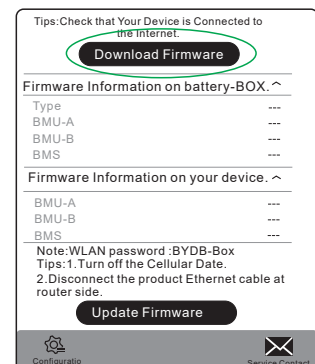 Tips:Check that Your Device is Connected to
the internet.
Download Firmware
Firmware Information on battery-BOX.
Type ---
BMU-A ---
BMU-B ---
BMS ---
Firmware Information on your device.
BMU-A ---
BMU-B ---
BMS ---
Note:WLAN password :BYDB-Box
Tips:1.Turn off the Cellular Date.
2.Disconnect the product Ethernet cable at
router side.
Update Firmware
Configuratio Service Contact